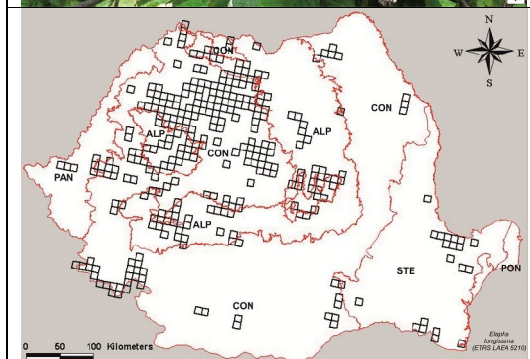 N
W E
S
CON
CON
ALP
ALP
CON
PAN
ALP
STE
PON
CON
0 50 100 Kilometers
Elaphe
longissima
(ETRS LAEA 5210)